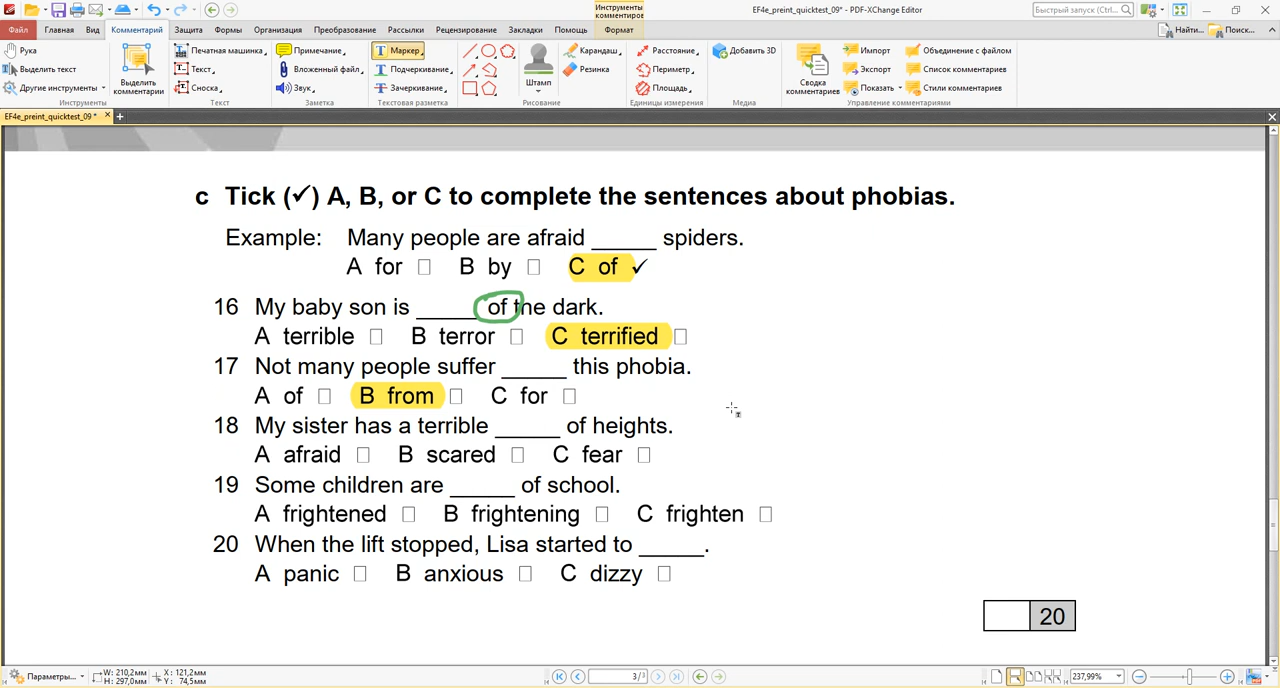 Инструменты комментиров
EF4e_preint_quicktest_09* - PDF-XChange Editor
Быстрый запуск (Ctrl...
Файл Главная Вид Комментарий Защита Формы Организация Преобразование Рассылки Рецензирование Закладки Помощь Формат
Найти... Поиск...
Рука
Выделить текст
Другие инструменты
Выделить комментарии
Инструменты
Печатная машинка
Текст
Сноска
Текст
Примечание
Вложенный файл
Звук
Заметка
T Маркер
T Подчеркивание
T Зачеркивание
Текстовая разметка
Штамп
Карандаш
Резинка
Рисование
Расстояние
Периметр
Площадь
Единицы измерения
Добавить 3D
Медиа
Сводка комментариев
Импорт
Экспорт
Показать
Объединение с файлом
Список комментариев
Стили комментариев
Управление комментариями
EF4e_preint_quicktest_09 *
c Tick (✓) A, B, or C to complete the sentences about phobias.
Example: Many people are afraid _____ spiders.
A for □ B by □ C of ✓
16 My baby son is _____ of the dark.
A terrible □ B terror □ C terrified □
17 Not many people suffer _____ this phobia.
A of □ B from □ C for □
18 My sister has a terrible _____ of heights.
A afraid □ B scared □ C fear □
19 Some children are _____ of school.
A frightened □ B frightening □ C frighten □
20 When the lift stopped, Lisa started to _____.
A panic □ B anxious □ C dizzy □
20
Параметры...
W: 210,2мм
H: 297,0мм
X: 121,2мм
Y: 74,5мм
3/3
237,99%